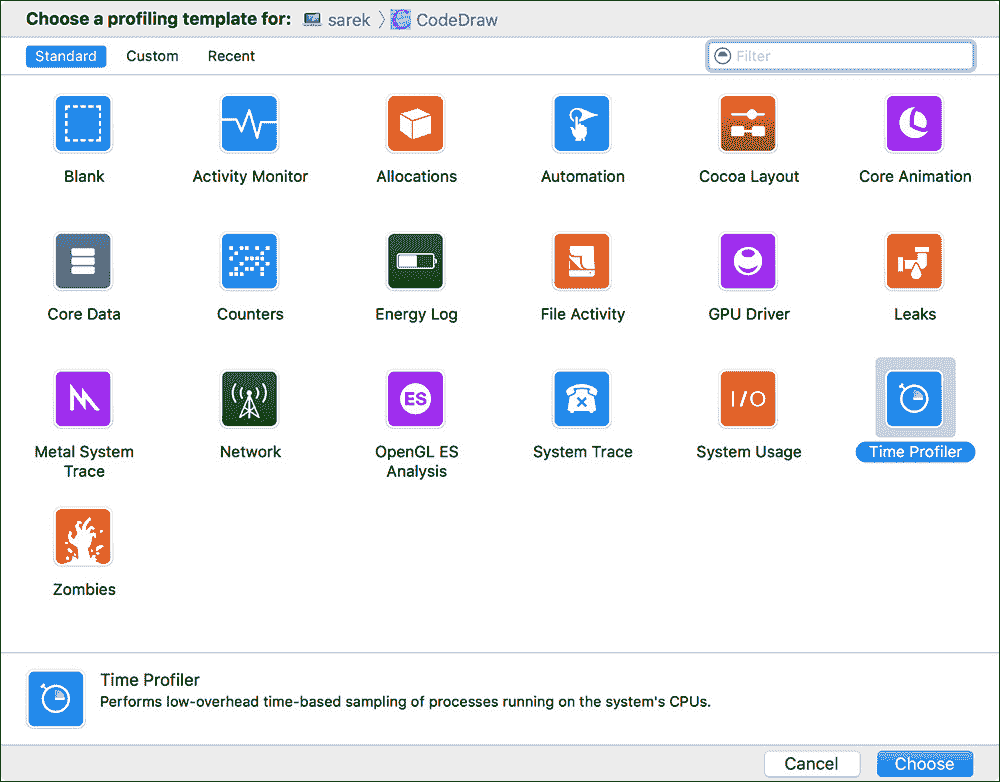 Choose a profiling template for: sarek CodeDraw
Standard Custom Recent Filter
Blank Activity Monitor Allocations Automation Cocoa Layout Core Animation
Core Data Counters Energy Log File Activity GPU Driver Leaks
ES I/O
Metal System Trace Network OpenGL ES Analysis System Trace System Usage Time Profiler
Zombies
Time Profiler
Performs low-overhead time-based sampling of processes running on the system's CPUs.
Cancel Choose